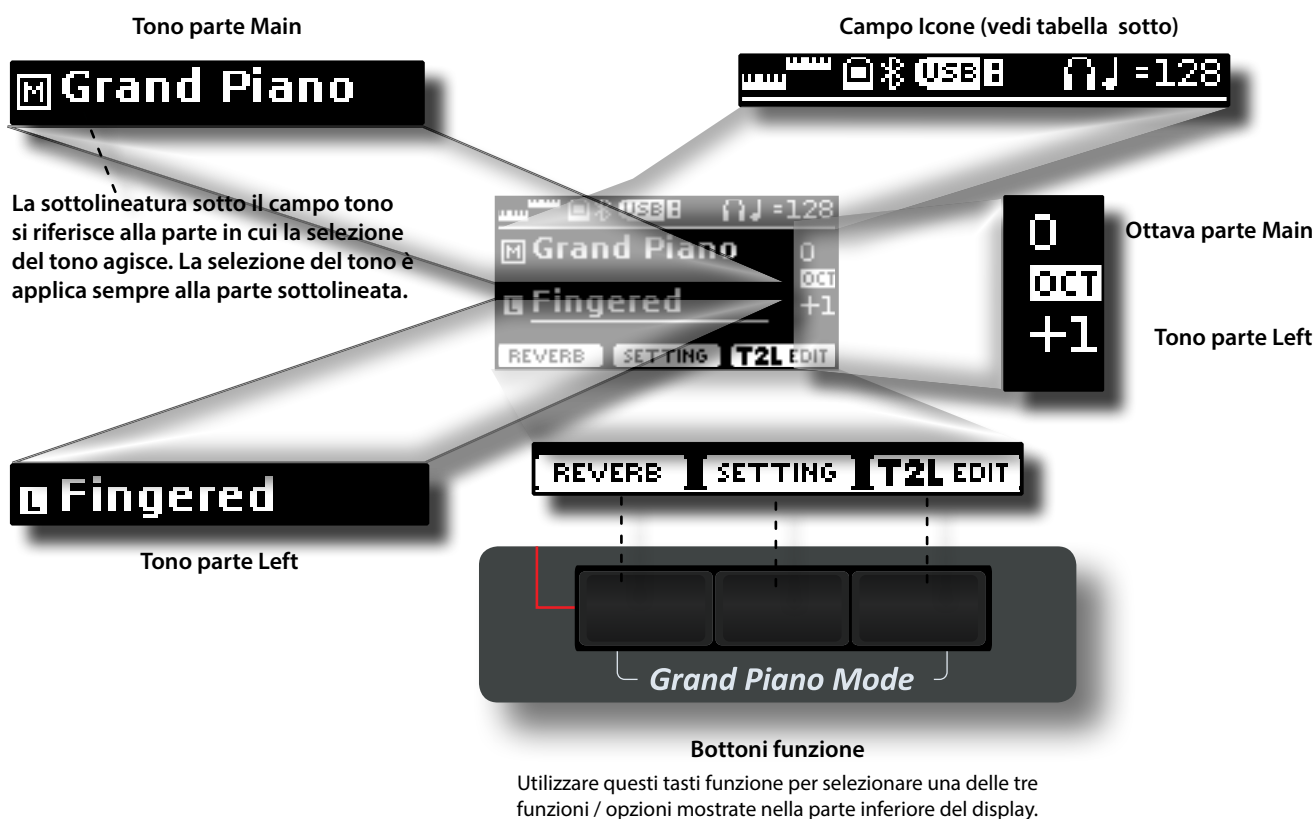 Tono parte Main
Campo Icone (vedi tabella sotto)
M Grand Piano
USB =128
La sottolineatura sotto il campo tono
si riferisce alla parte in cui la selezione
del tono agisce. La selezione del tono è
applica sempre alla parte sottolineata.
USB =128
M Grand Piano 0
OCT
L Fingered +1
REVERB SETTING T2L EDIT
0
OCT
+1
Ottava parte Main
Tono parte Left
L Fingered
Tono parte Left
REVERB SETTING T2L EDIT
Grand Piano Mode
Bottoni funzione
Utilizzare questi tasti funzione per selezionare una delle tre
funzioni / opzioni mostrate nella parte inferiore del display.